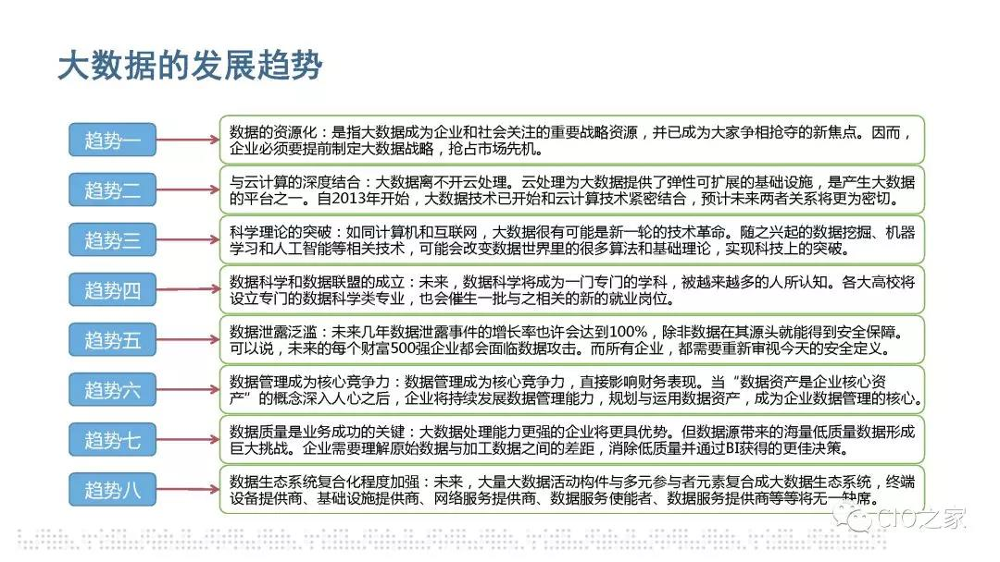 大数据的发展趋势
趋势一
数据的资源化：是指大数据成为企业和社会关注的重要战略资源，并已成为大家争相抢夺的新焦点。因而，
企业必须要提前制定大数据战略，抢占市场先机。
趋势二
与云计算的深度结合：大数据离不开云处理。云处理为大数据提供了弹性可扩展的基础设施，是产生大数据
的平台之一。自2013年开始，大数据技术已开始和云计算技术紧密结合，预计未来两者关系将更为密切。
趋势三
科学理论的突破：如同计算机和互联网，大数据很有可能是新一轮的技术革命。随之兴起的数据挖掘、机器
学习和人工智能等相关技术，可能会改变数据世界里的很多算法和基础理论，实现科技上的突破。
趋势四
数据科学和数据联盟的成立：未来，数据科学将成为一门专门的学科，被越来越多的人所认知。各大高校将
设立专门的数据科学类专业，也会催生一批与之相关的新的就业岗位。
趋势五
数据泄露泛滥：未来几年数据泄露事件的增长率也许会达到100%，除非数据在其源头就能得到安全保障。
可以说，未来的每个财富500强企业都会面临数据攻击。而所有企业，都需要重新审视今天的安全定义。
趋势六
数据管理成为核心竞争力：数据管理成为核心竞争力，直接影响财务表现。当“数据资产是企业核心资
产”的概念深入人心之后，企业将持续发展数据管理能力，规划与运用数据资产，成为企业数据管理的核心。
趋势七
数据质量是业务成功的关键：大数据处理能力更强的企业将更具优势。但数据源带来的海量低质量数据形成
巨大挑战。企业需要理解原始数据与加工数据之间的差距，消除低质量并通过BI获得的更佳决策。
趋势八
数据生态系统复合化程度加强：未来，大量大数据活动构件与多元参与者元素复合成大数据生态系统，终端
设备提供商、基础设施提供商、网络服务提供商、数据服务使能者、数据服务提供商等等将无一缺席。
CIO之家